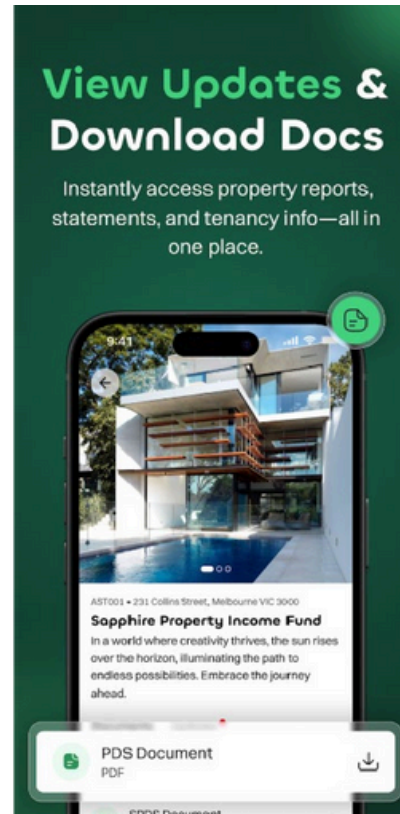 View Updates &
Download Docs
Instantly access property reports,
statements, and tenancy info—all in
one place.
9:41
AST001 • 231 Collins Street, Melbourne VIC 3000
Sapphire Property Income Fund
In a world where creativity thrives, the sun rises
over the horizon, illuminating the path to
endless possibilities. Embrace the journey
ahead.
PDS Document
PDF
SPDS Document